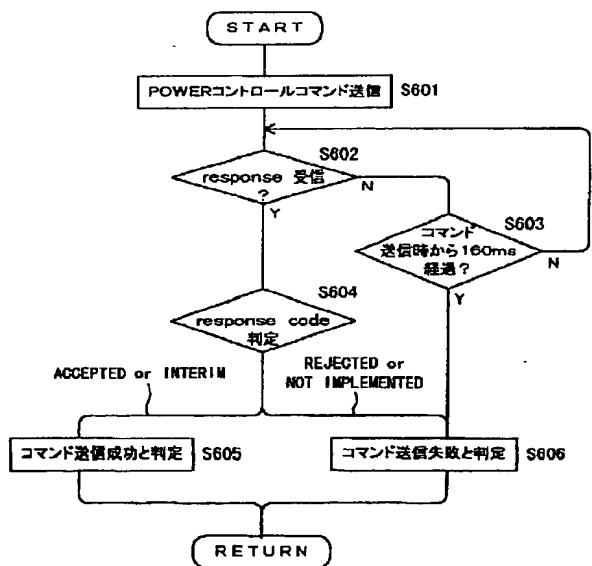 START
POWERコントロールコマンド送信 S601
S602
response 受信
?
N
Y
S603
コマンド
送信時から160ms
経過?
N
Y
S604
response code
判定
ACCEPTED or INTERIM
REJECTED or
NOT IMPLEMENTED
コマンド送信成功と判定 S605
コマンド送信失敗と判定 S606
RETURN